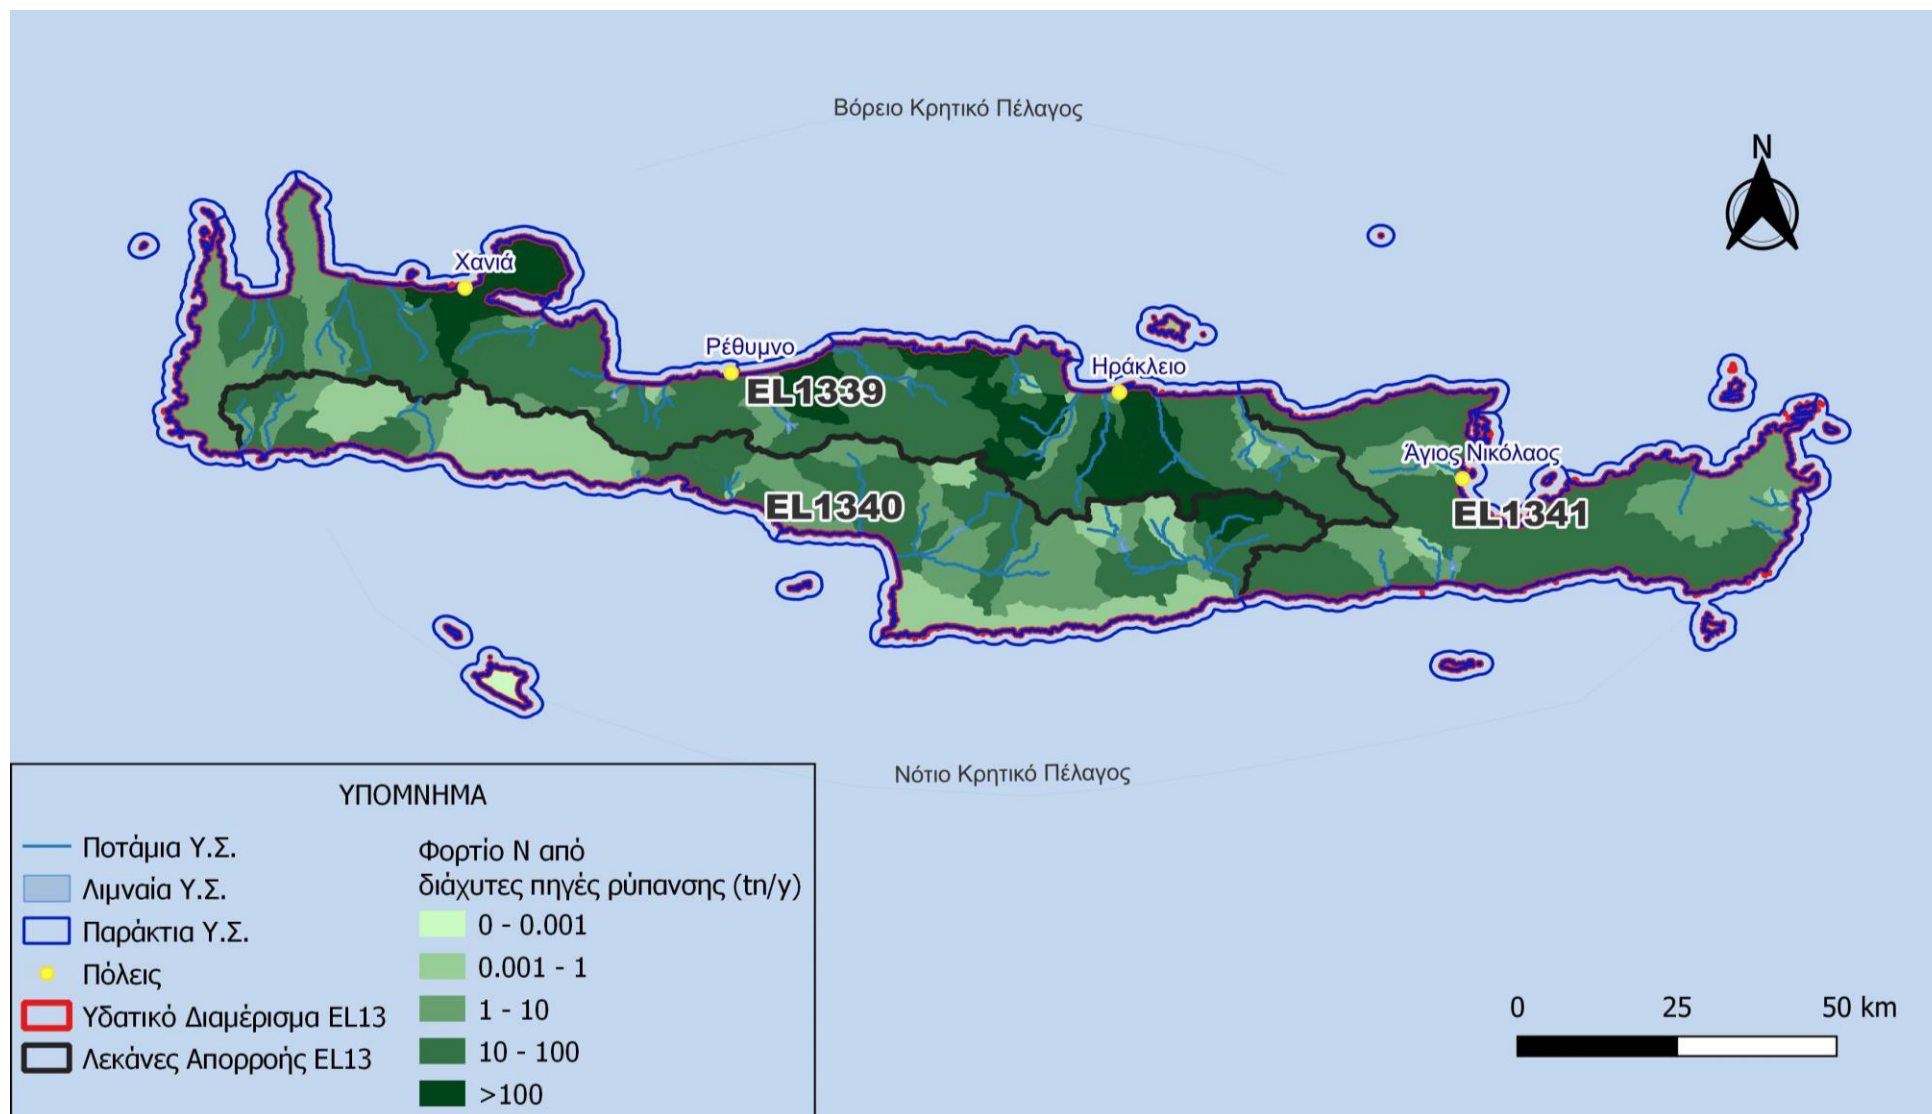 Βόρειο Κρητικό Πέλαγος
N
Χανιά
Ρέθυμνο
Ηράκλειο
EL1339
Άγιος Νικόλαος
EL1340
EL1341
Νότιο Κρητικό Πέλαγος
ΥΠΟΜΝΗΜΑ
Ποτάμια Υ.Σ.
Λιμναία Υ.Σ.
Παράκτια Υ.Σ.
Πόλεις
Υδατικό Διαμέρισμα EL13
Λεκάνες Απορροής EL13
Φορτίο Ν από
διάχυτες πηγές ρύπανσης (tn/y)
0 - 0.001
0.001 - 1
1 - 10
10 - 100
>100
0 25 50 km